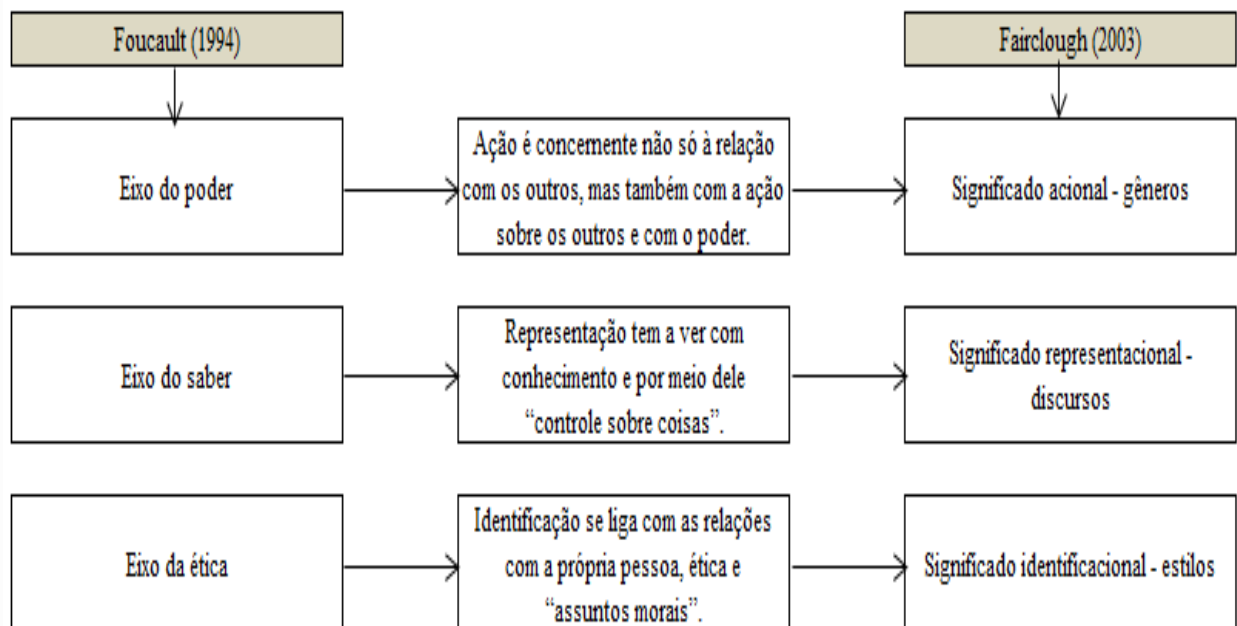 Foucault (1994)
Fairclough (2003)
Eixo do poder
Ação é concernente não só à relação
com os outros, mas também com a ação
sobre os outros e com o poder.
Significado acional - gêneros
Eixo do saber
Representação tem a ver com
conhecimento e por meio dele
“controle sobre coisas”.
Significado representacional -
discursos
Eixo da ética
Identificação se liga com as relações
com a própria pessoa, ética e
“assuntos morais”.
Significado identificacional - estilos